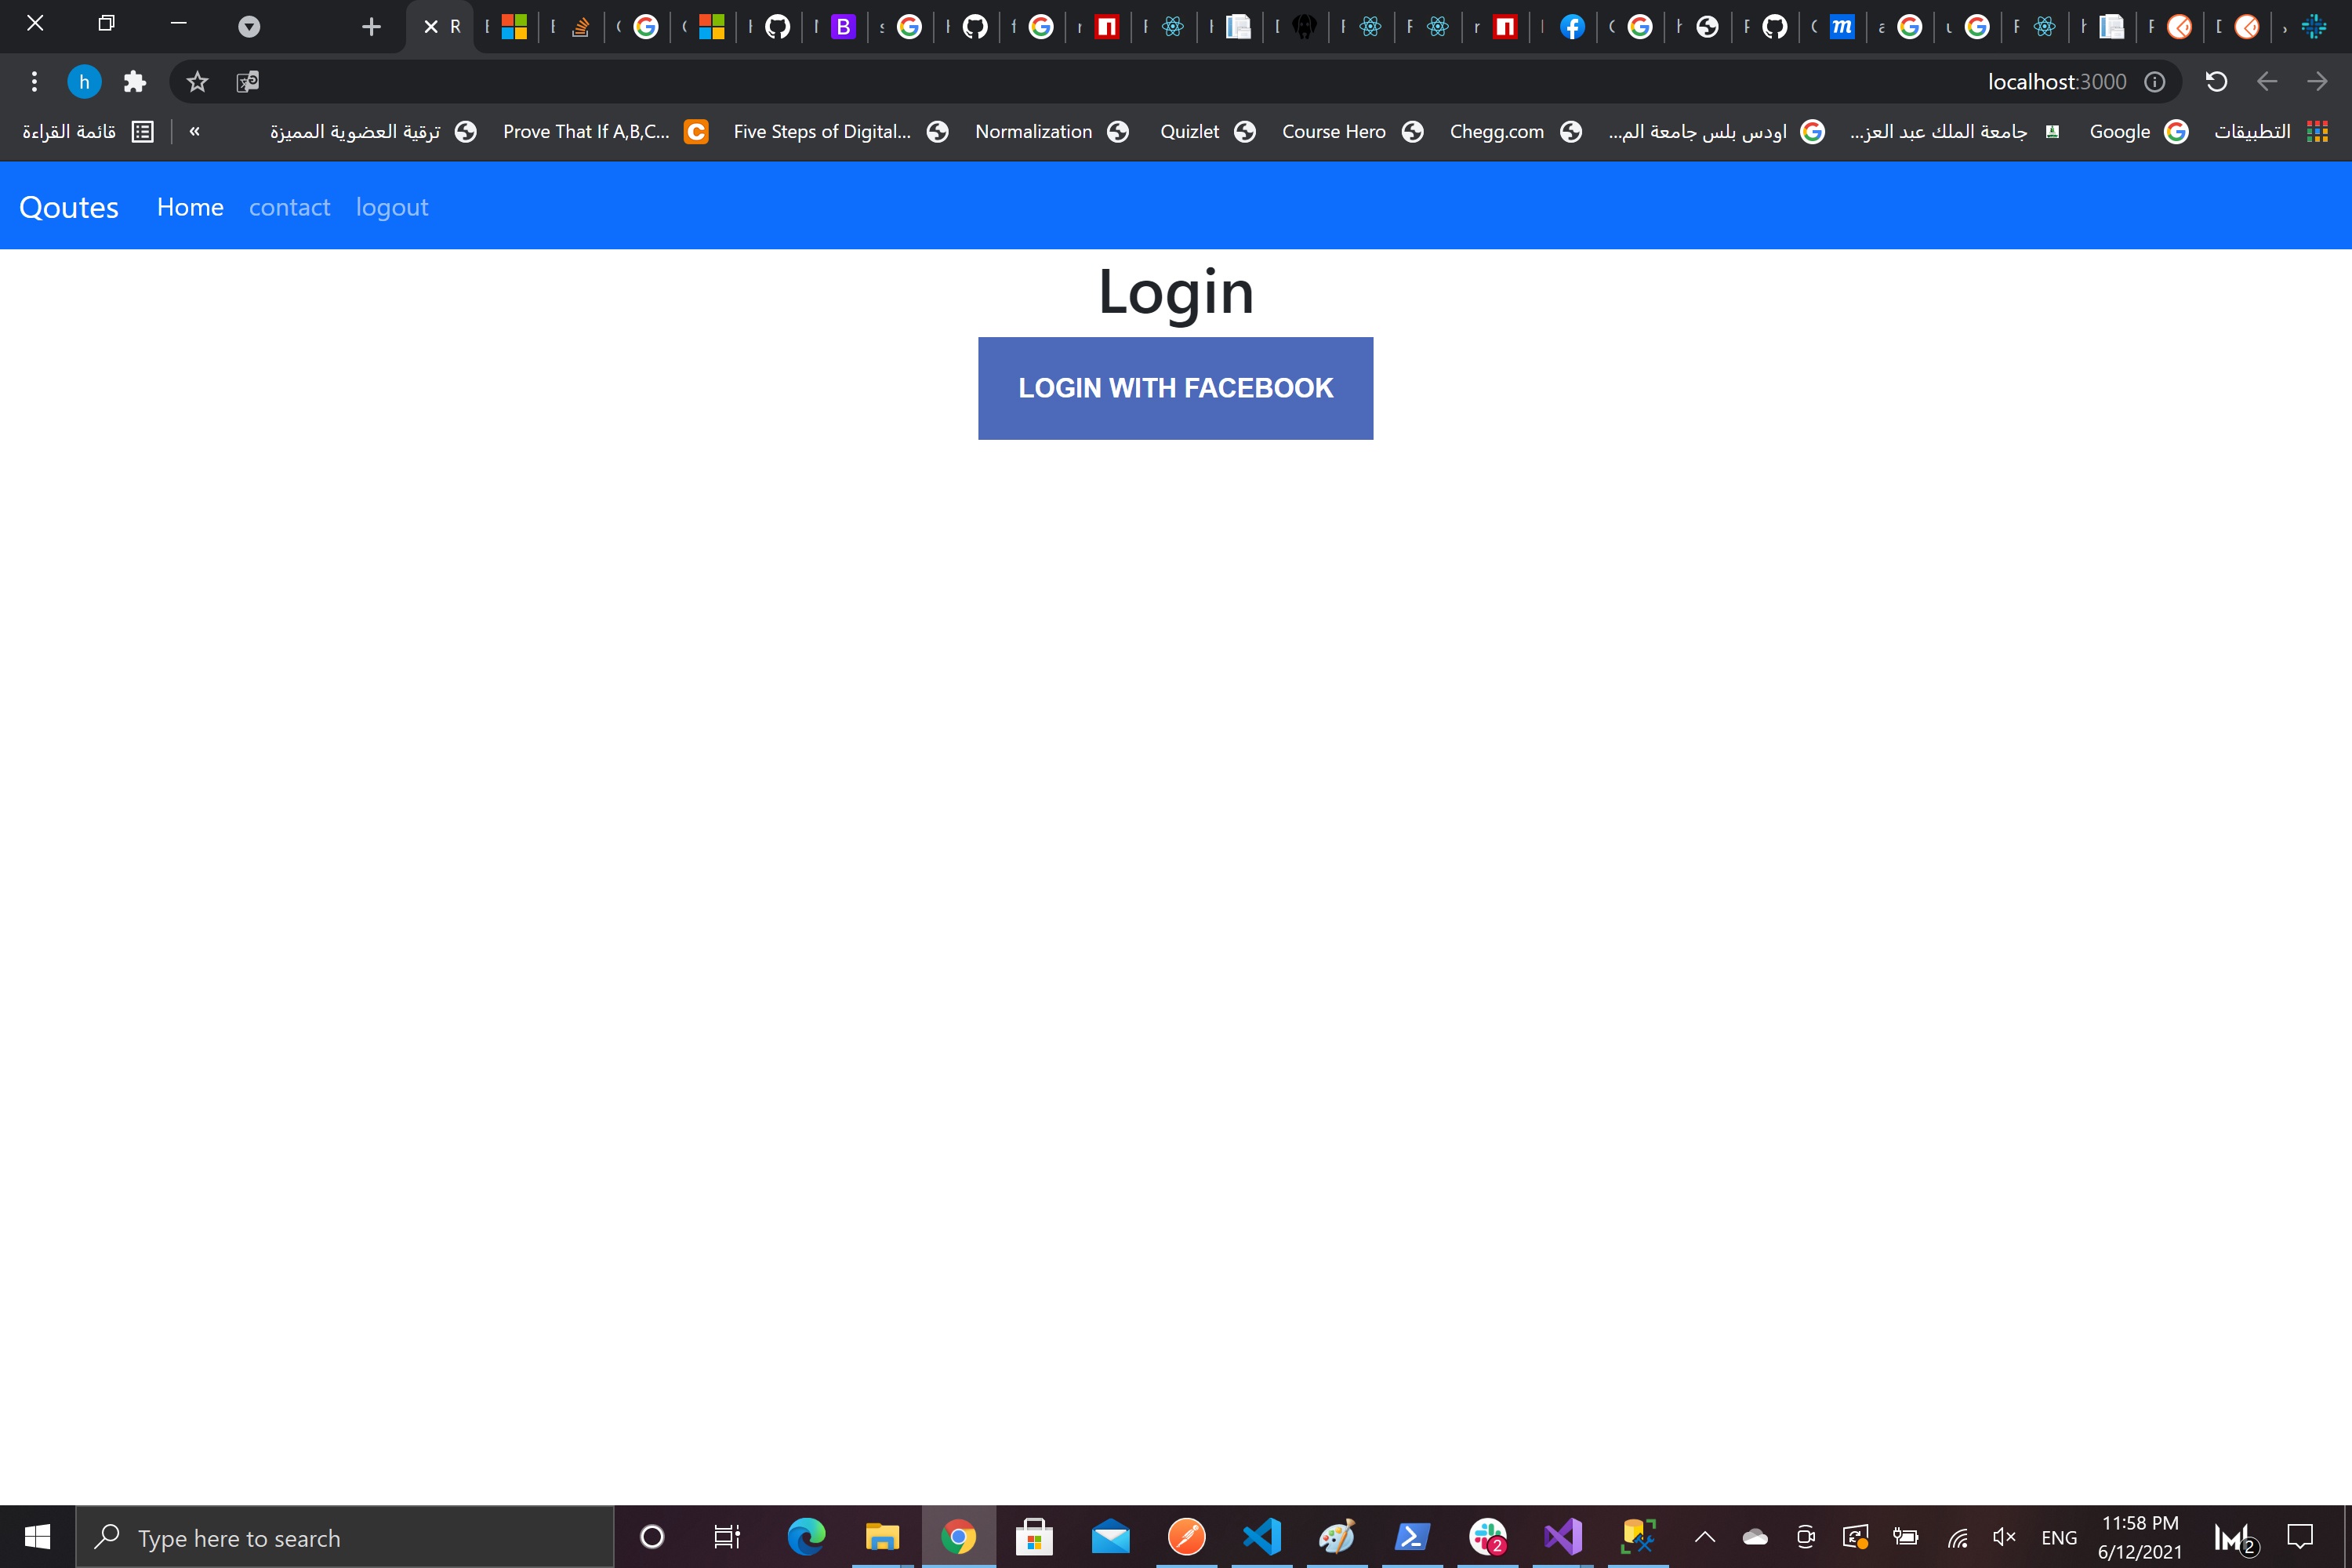 localhost:3000
التطبيقات
Google
جامعة الملك عبد العز...
اودس بلس جامعة الم...
Chegg.com
Course Hero
Quizlet
Normalization
Five Steps of Digital...
Prove That If A,B,C...
ترقية العضوية المميزة
«
قائمة القراءة
Qoutes Home contact logout
Login
LOGIN WITH FACEBOOK
Type here to search
2
ENG
11:58 PM
6/12/2021
2